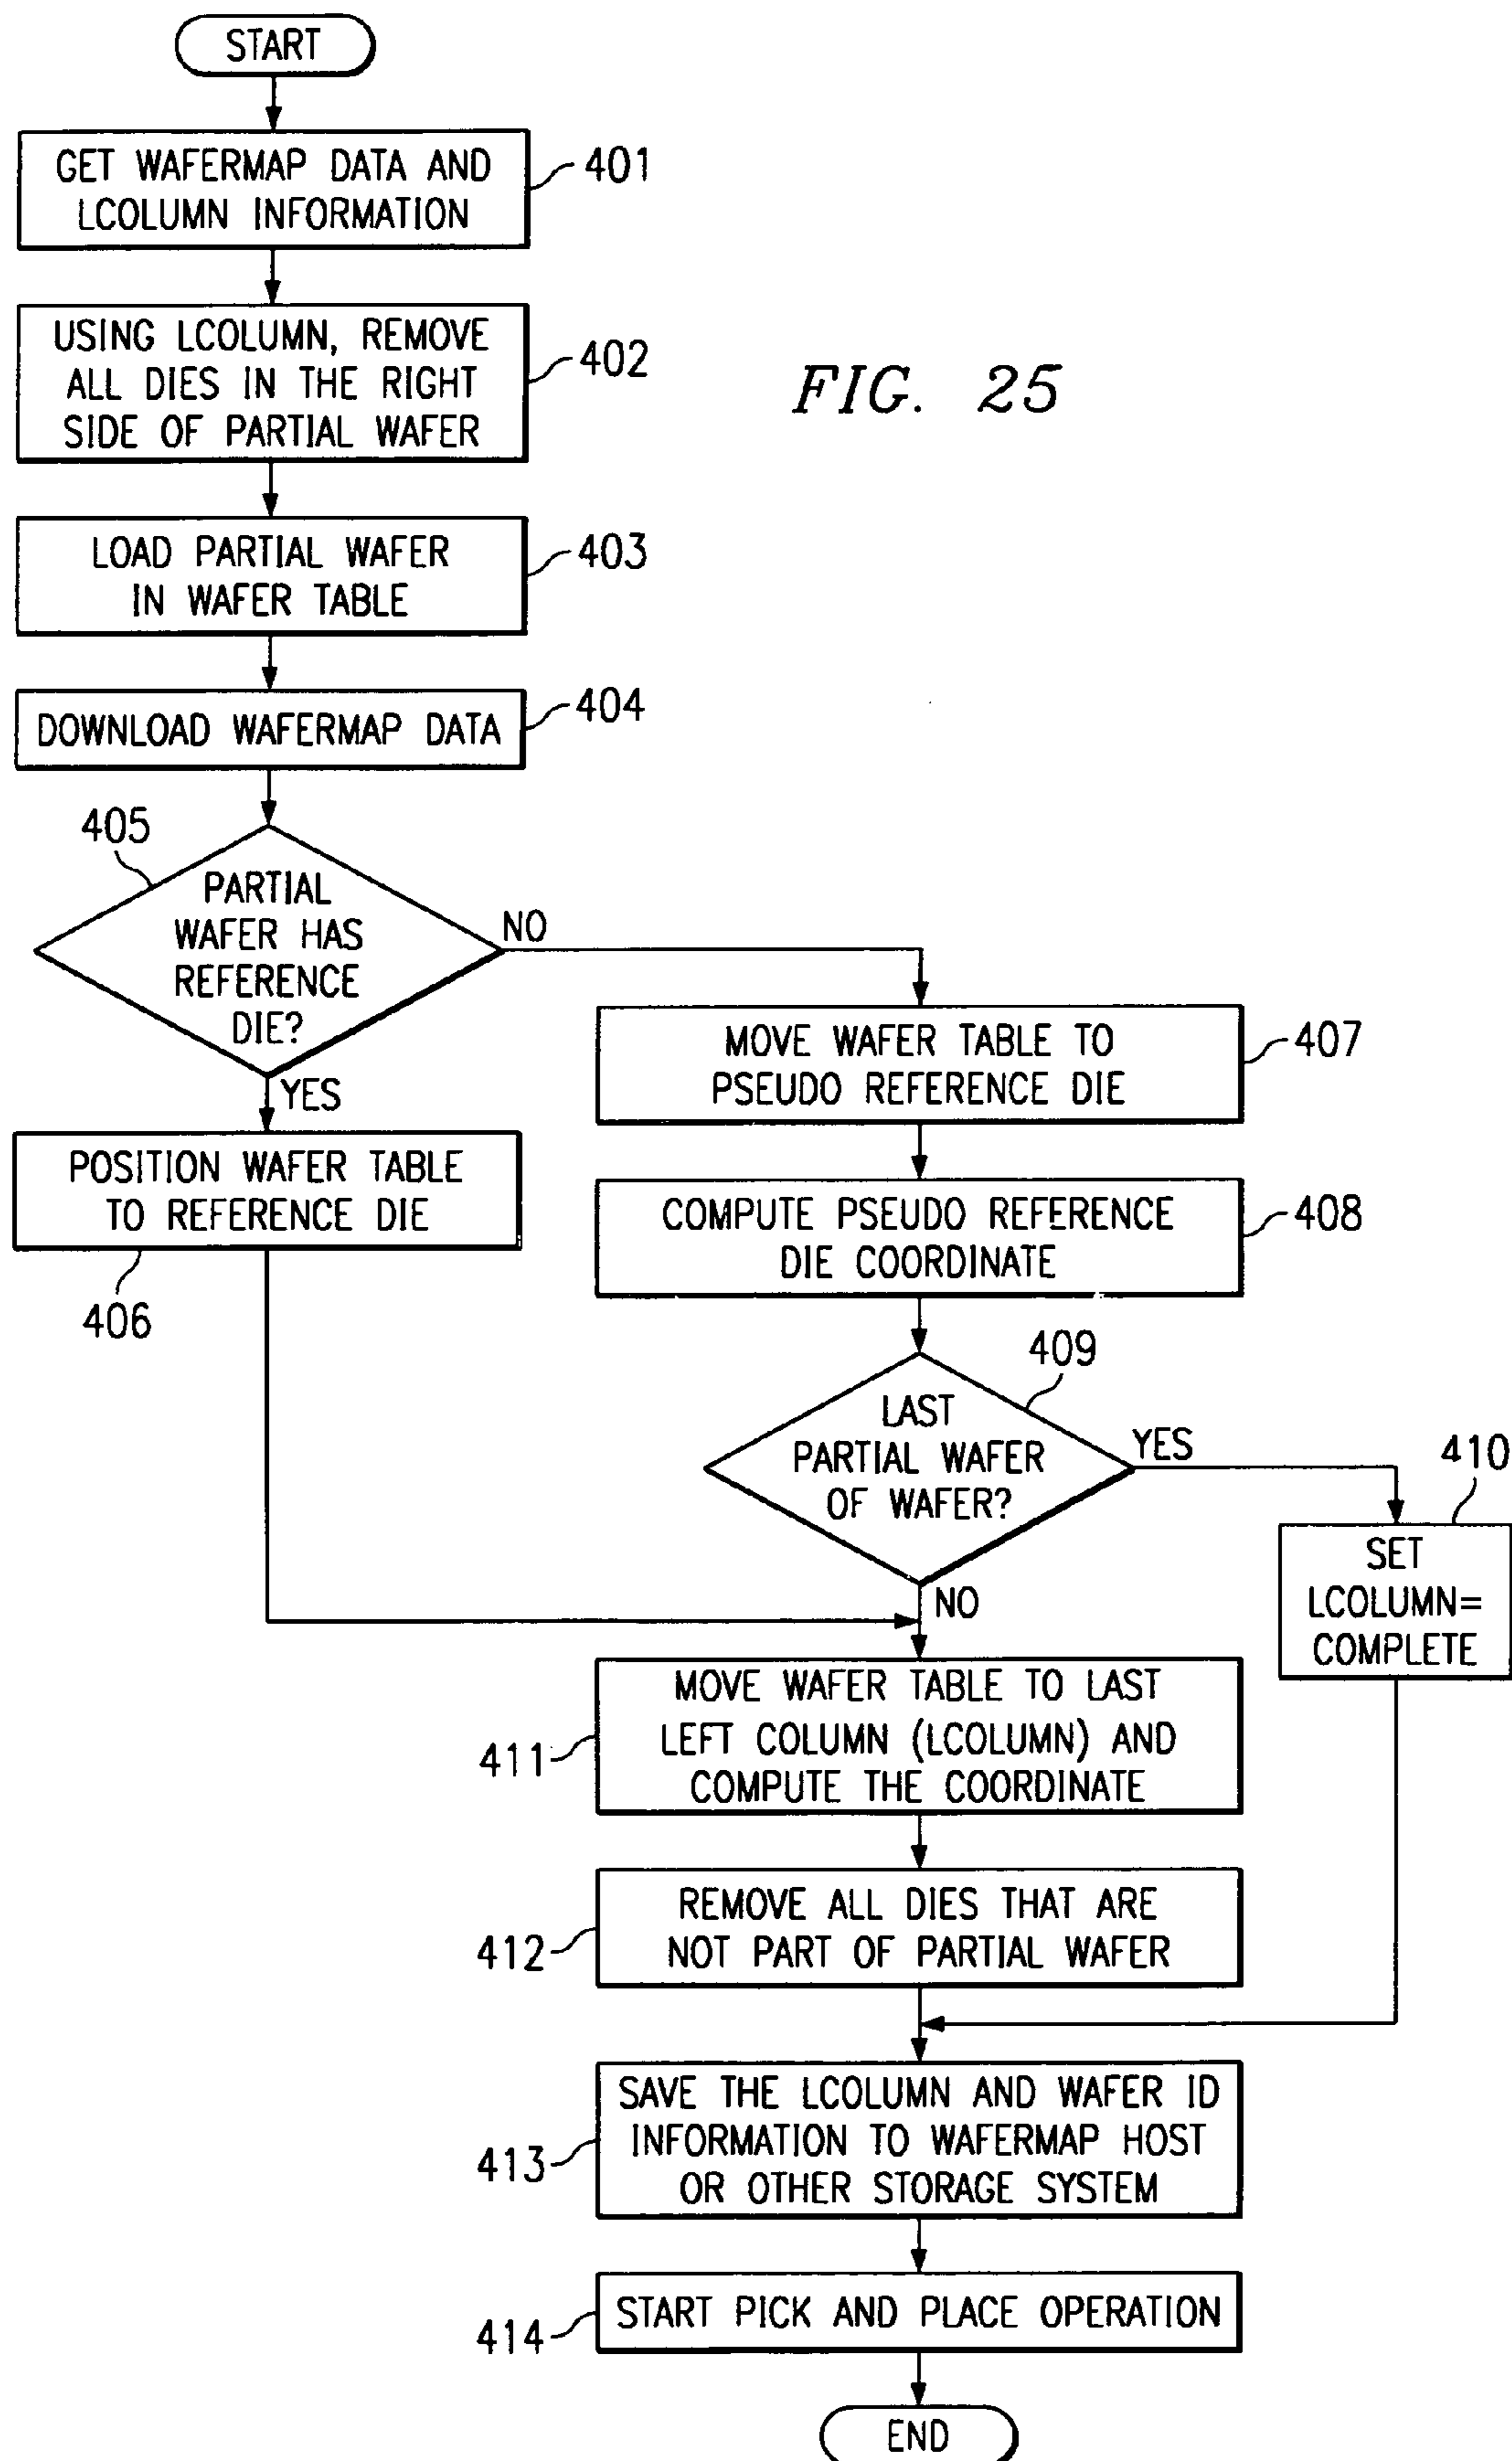 START
GET WAFERMAP DATA AND
LCOLUMN INFORMATION
401
USING LCOLUMN, REMOVE
ALL DIES IN THE RIGHT
SIDE OF PARTIAL WAFER
402
FIG. 25
LOAD PARTIAL WAFER
IN WAFER TABLE
403
DOWNLOAD WAFERMAP DATA
404
405
PARTIAL
WAFER HAS
REFERENCE
DIE?
NO
YES
POSITION WAFER TABLE
TO REFERENCE DIE
406
MOVE WAFER TABLE TO
PSEUDO REFERENCE DIE
407
COMPUTE PSEUDO REFERENCE
DIE COORDINATE
408
409
LAST
PARTIAL WAFER
OF WAFER?
YES
410
SET
LCOLUMN=
COMPLETE
NO
MOVE WAFER TABLE TO LAST
LEFT COLUMN (LCOLUMN) AND
COMPUTE THE COORDINATE
411
REMOVE ALL DIES THAT ARE
NOT PART OF PARTIAL WAFER
412
SAVE THE LCOLUMN AND WAFER ID
INFORMATION TO WAFERMAP HOST
OR OTHER STORAGE SYSTEM
413
START PICK AND PLACE OPERATION
414
END